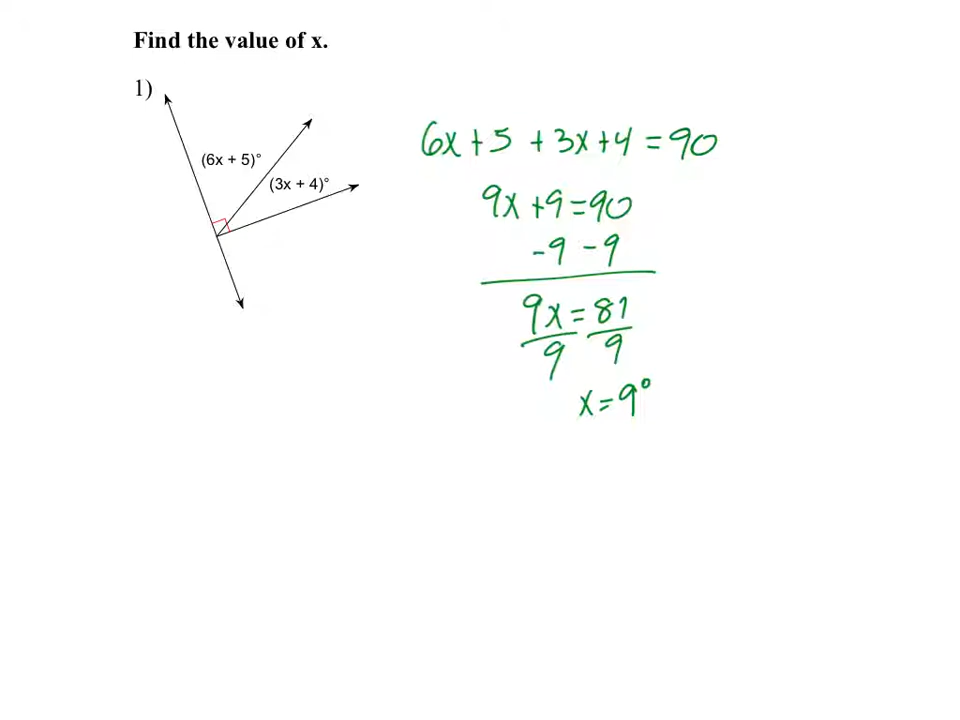 Find the value of x.
1)
(6x + 5)°
(3x + 4)°
6x + 5 + 3x + 4 = 90
9x + 9 = 90
-9 -9
9x = 81
9 9
x = 9°